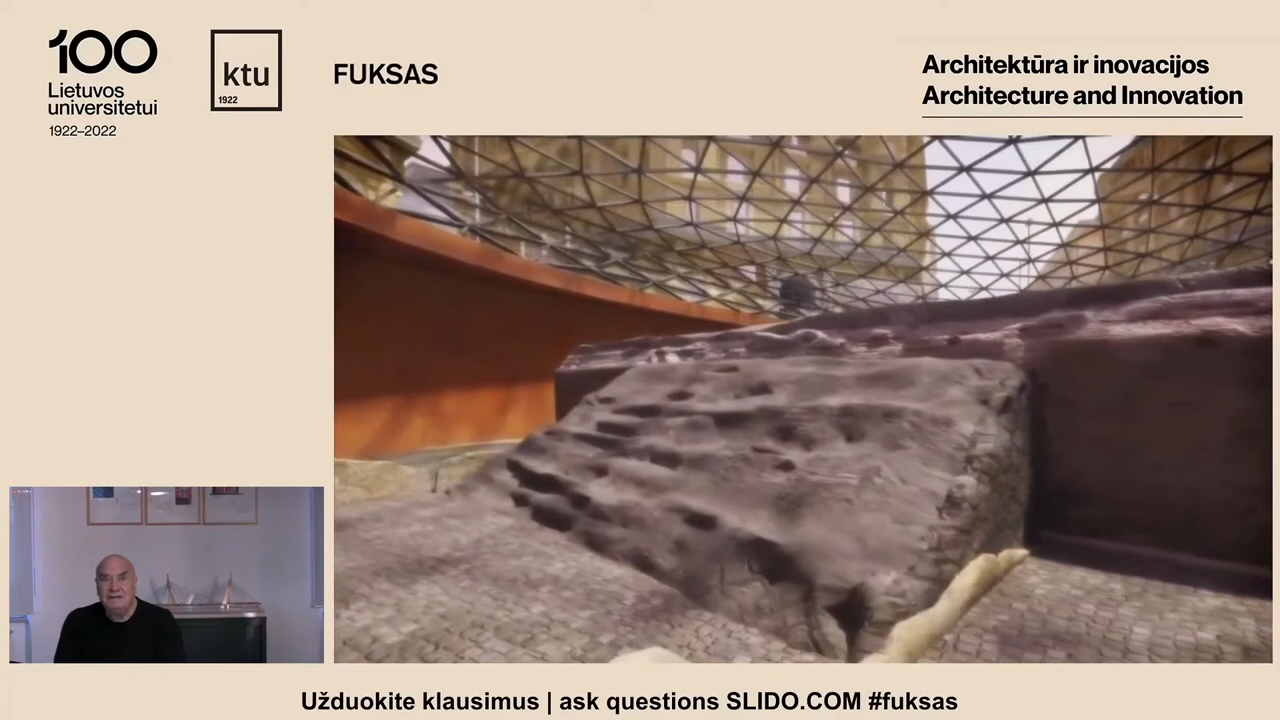 100
Lietuvos
universitetui
1922–2022
ktu
1922
FUKSAS
Architektūra ir inovacijos
Architecture and Innovation
Užduokite klausimus | ask questions SLIDO.COM #fuksas